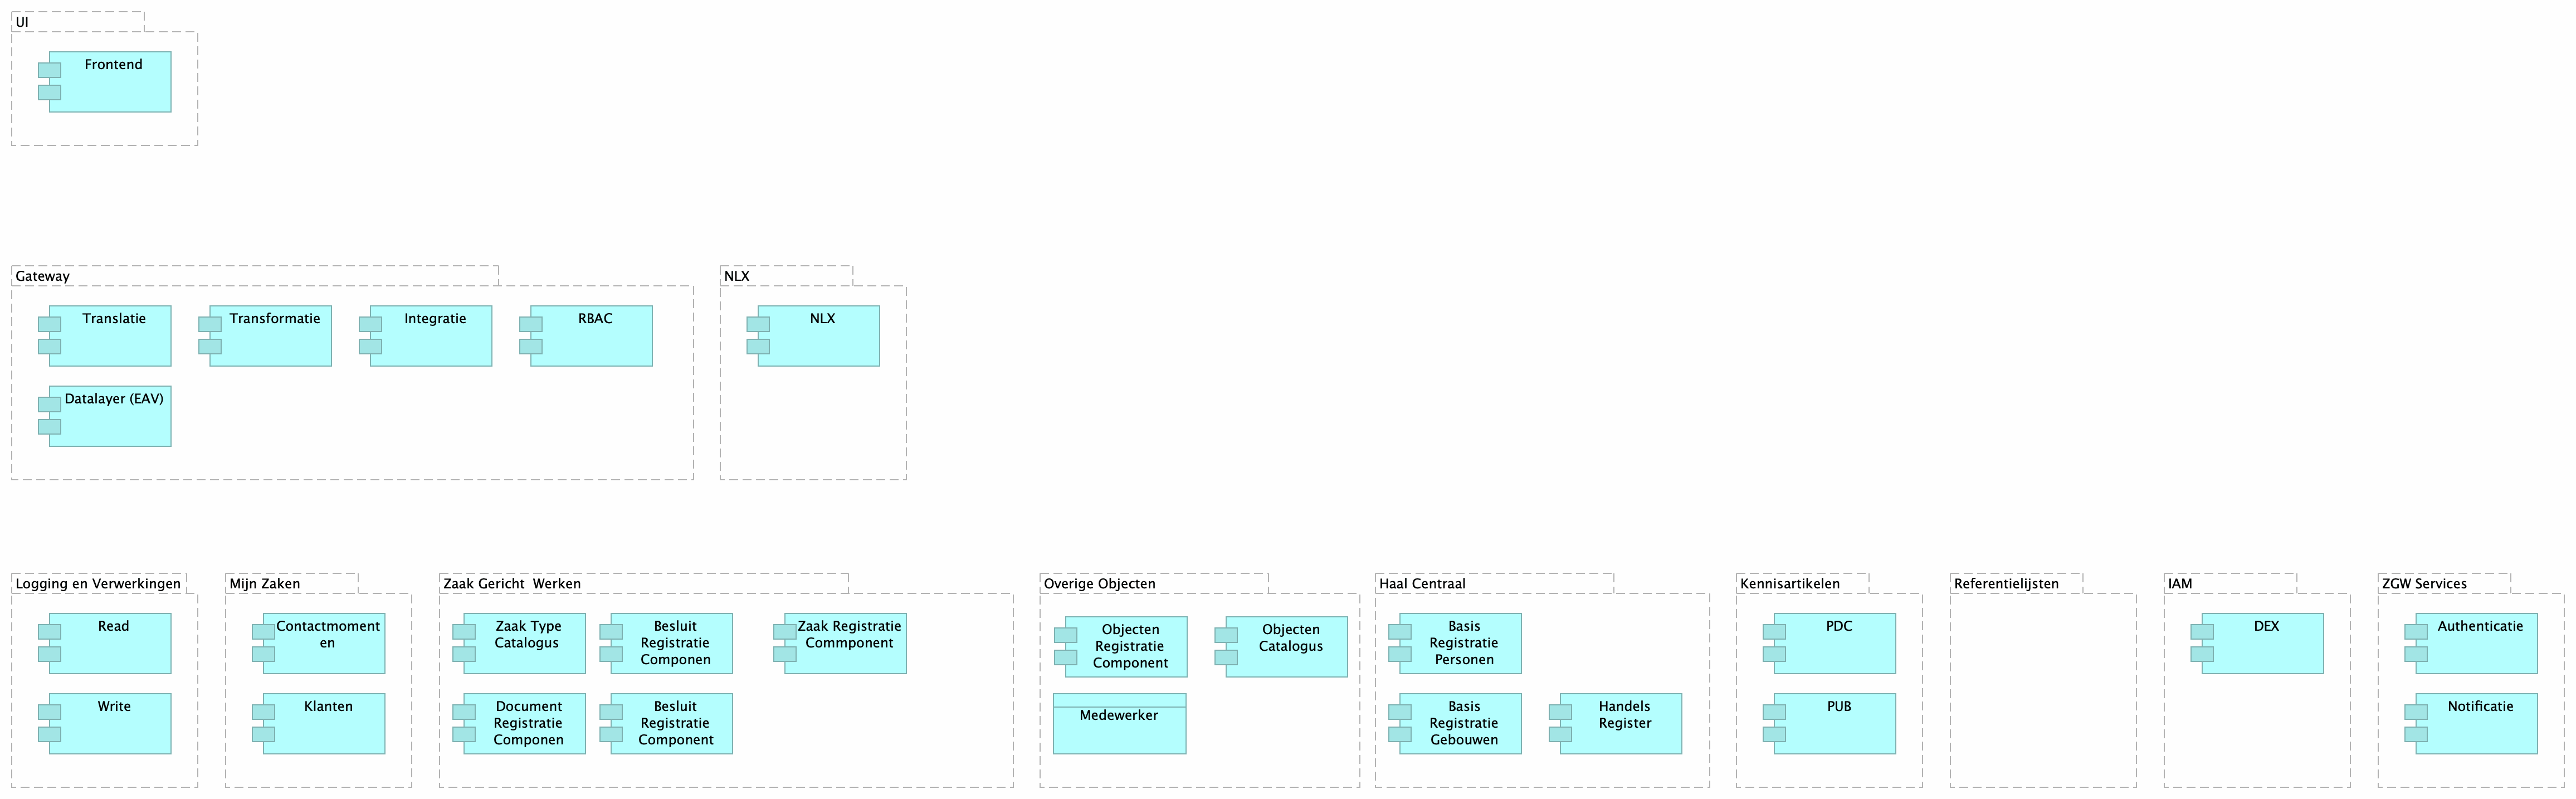 UI
Frontend
Gateway
Translatie
Transformatie
Integratie
RBAC
Datalayer (EAV)
NLX
NLX
Logging en Verwerkingen
Read
Write
Mijn Zaken
Contactmoment
en
Klanten
Zaak Gericht  Werken
Zaak Type
Catalogus
Besluit
Registratie
Componen
Zaak Registratie
Commponent
Document
Registratie
Componen
Besluit
Registratie
Component
Overige Objecten
Objecten
Registratie
Component
Objecten
Catalogus
Medewerker
Haal Centraal
Basis
Registratie
Personen
Basis
Registratie
Gebouwen
Handels
Register
Kennisartikelen
PDC
PUB
Referentielijsten
IAM
DEX
ZGW Services
Authenticatie
Notificatie